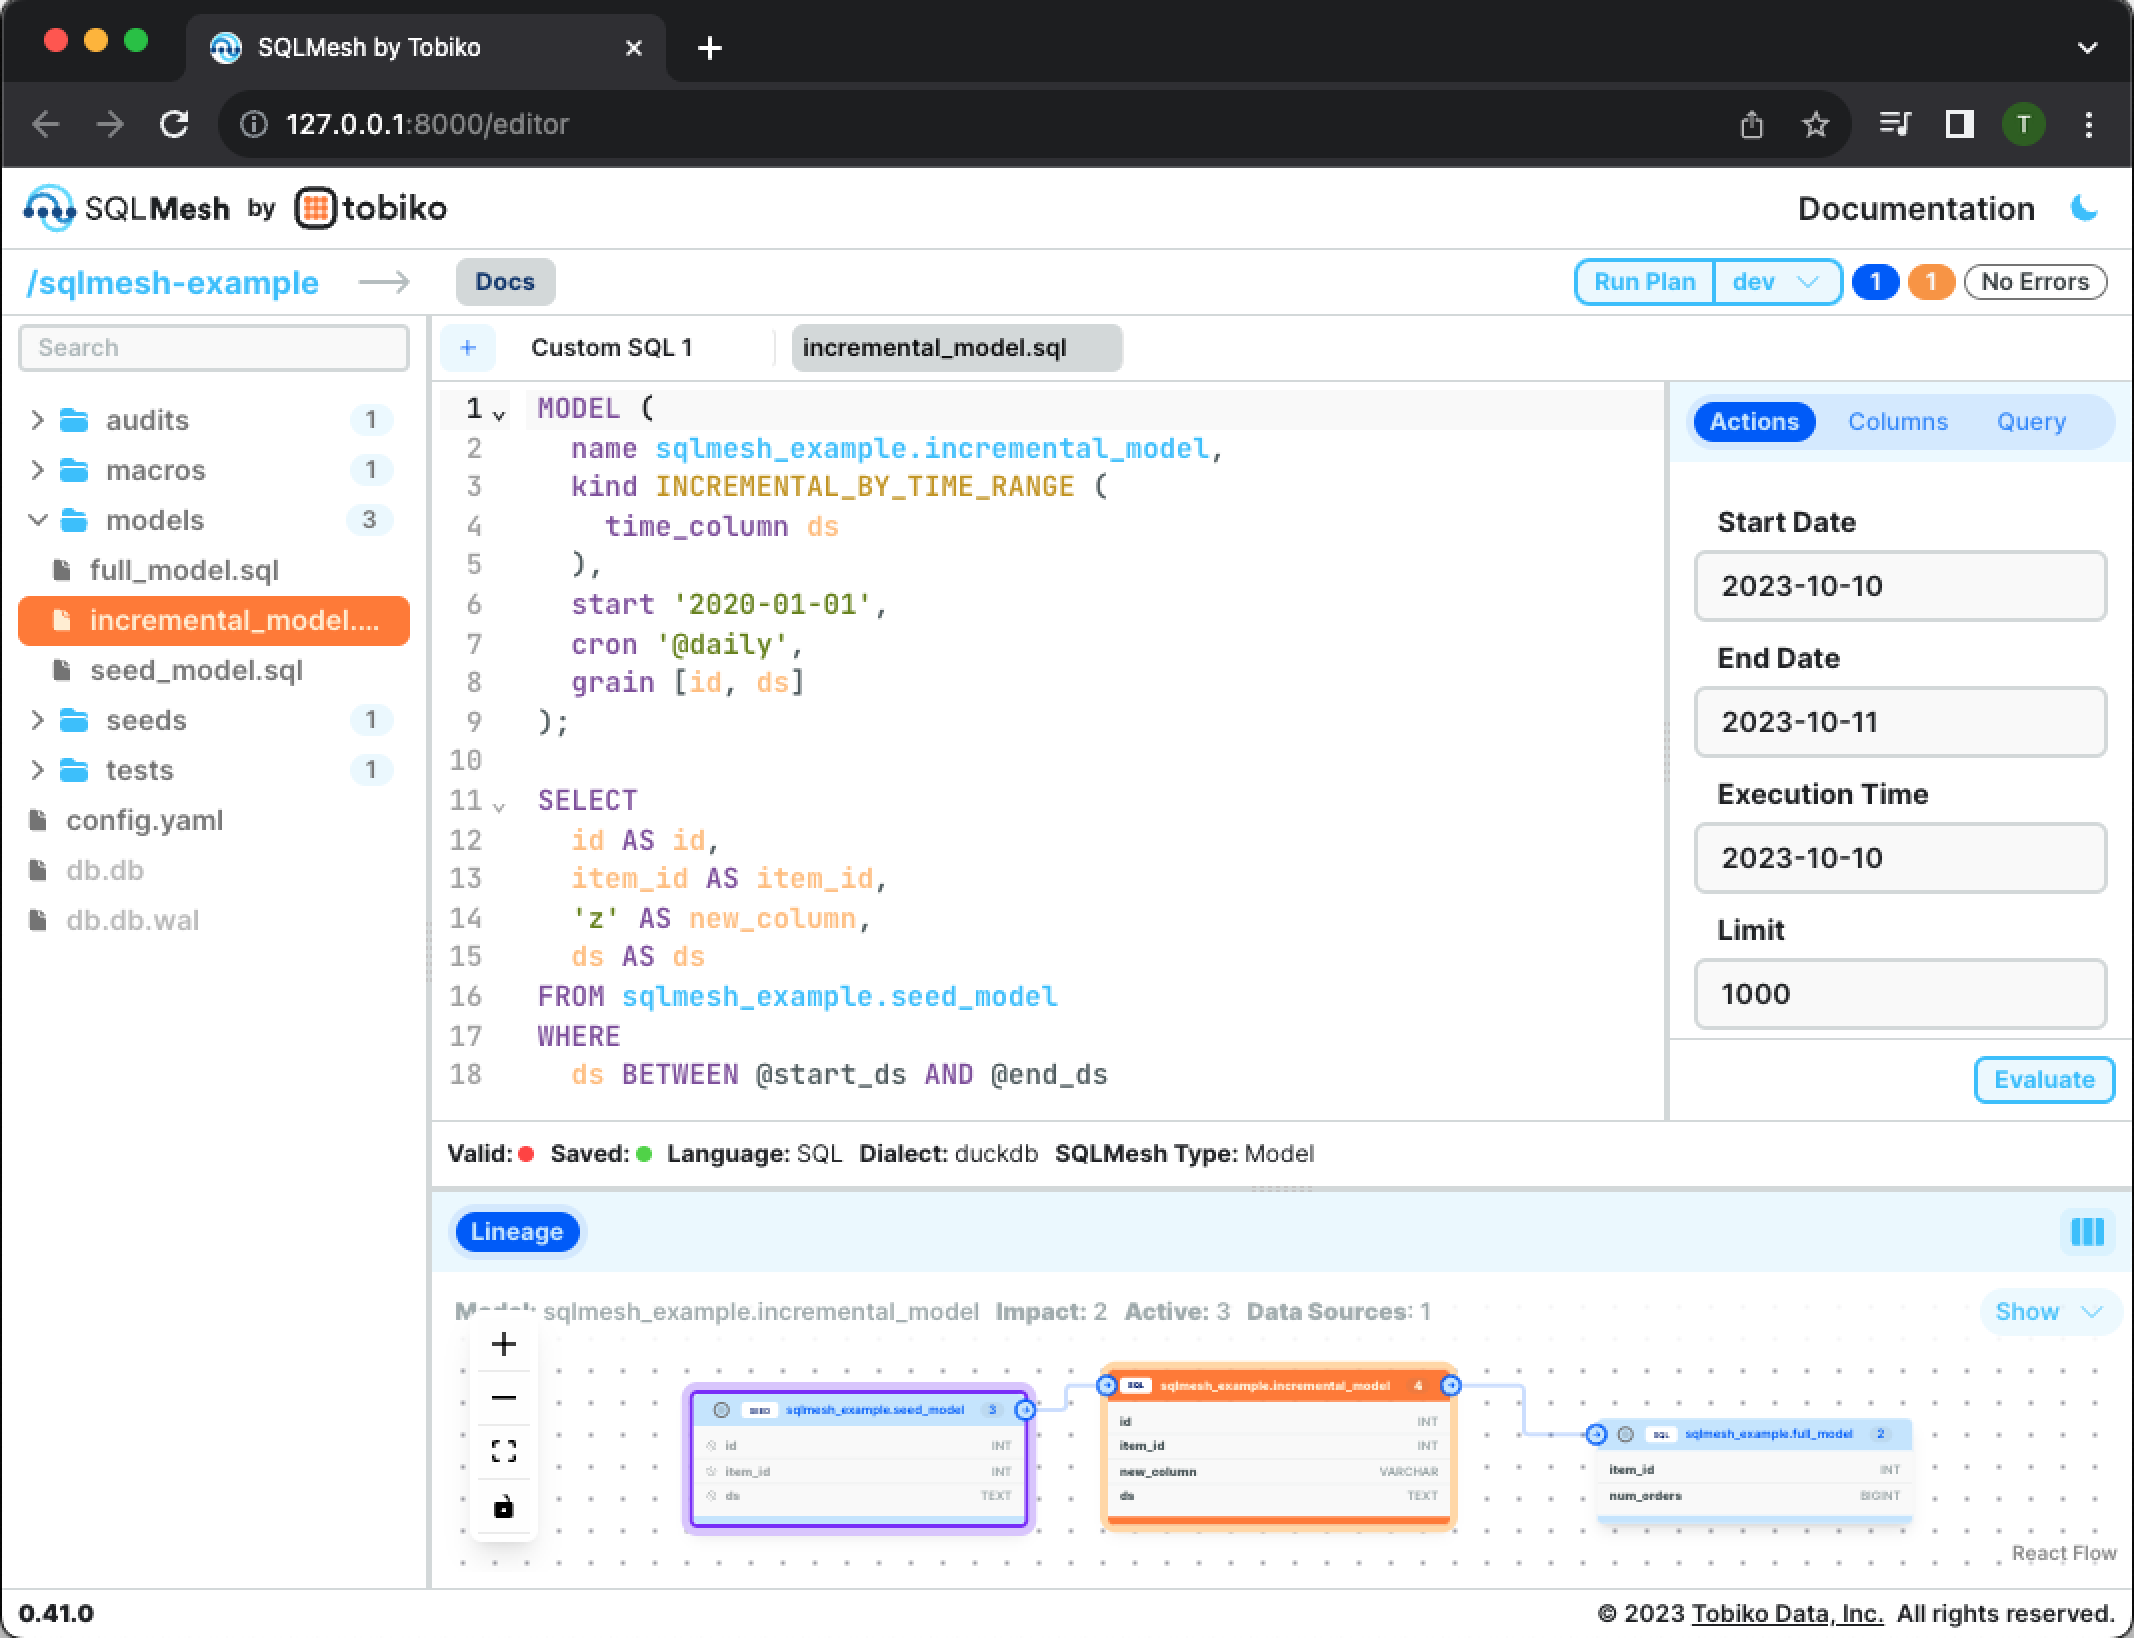 SQLMesh by Tobiko
127.0.0.1:8000/editor
T
SQLMesh by tobiko
Documentation
/sqlmesh-example
Docs
Run Plan dev 1 1 No Errors
Search
audits 1
macros 1
models 3
full_model.sql
incremental_model....
seed_model.sql
seeds 1
tests 1
config.yaml
db.db
db.db.wal
+ Custom SQL 1 incremental_model.sql
1 MODEL (
2 name sqlmesh_example.incremental_model,
3 kind INCREMENTAL_BY_TIME_RANGE (
4 time_column ds
5 ),
6 start '2020-01-01',
7 cron '@daily',
8 grain [id, ds]
9 );
10
11 SELECT
12 id AS id,
13 item_id AS item_id,
14 'z' AS new_column,
15 ds AS ds
16 FROM sqlmesh_example.seed_model
17 WHERE
18 ds BETWEEN @start_ds AND @end_ds
Actions Columns Query
Start Date
2023-10-10
End Date
2023-10-11
Execution Time
2023-10-10
Limit
1000
Evaluate
Valid: Saved: Language: SQL Dialect: duckdb SQLMesh Type: Model
Lineage
Model: sqlmesh_example.incremental_model Impact: 2 Active: 3 Data Sources: 1
Show
SEED sqlmesh_example.seed_model 3
id INT
item_id INT
ds TEXT
SQL sqlmesh_example.incremental_model 4
id INT
item_id INT
new_column VARCHAR
ds TEXT
SQL sqlmesh_example.full_model 2
item_id INT
num_orders BIGINT
React Flow
0.41.0
© 2023 Tobiko Data, Inc. All rights reserved.